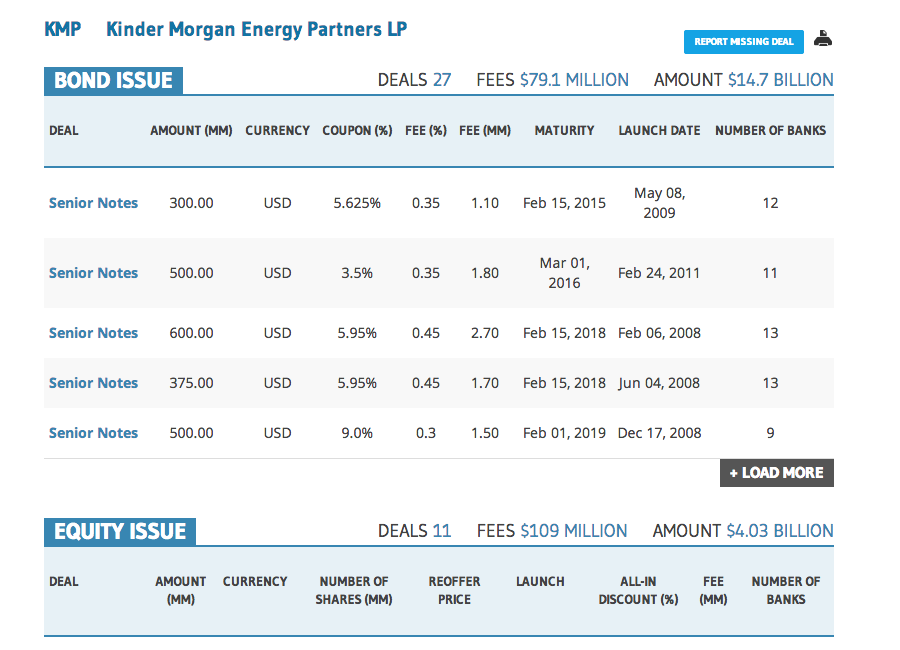 KMP Kinder Morgan Energy Partners LP
REPORT MISSING DEAL
BOND ISSUE DEALS 27 FEES $79.1 MILLION AMOUNT $14.7 BILLION
DEAL AMOUNT (MM) CURRENCY COUPON (%) FEE (%) FEE (MM) MATURITY LAUNCH DATE NUMBER OF BANKS
Senior Notes 300.00 USD 5.625% 0.35 1.10 Feb 15, 2015 May 08, 2009 12
Senior Notes 500.00 USD 3.5% 0.35 1.80 Mar 01, 2016 Feb 24, 2011 11
Senior Notes 600.00 USD 5.95% 0.45 2.70 Feb 15, 2018 Feb 06, 2008 13
Senior Notes 375.00 USD 5.95% 0.45 1.70 Feb 15, 2018 Jun 04, 2008 13
Senior Notes 500.00 USD 9.0% 0.3 1.50 Feb 01, 2019 Dec 17, 2008 9
+ LOAD MORE
EQUITY ISSUE DEALS 11 FEES $109 MILLION AMOUNT $4.03 BILLION
DEAL AMOUNT (MM) CURRENCY NUMBER OF SHARES (MM) REOFFER PRICE LAUNCH ALL-IN DISCOUNT (%) FEE (MM) NUMBER OF BANKS